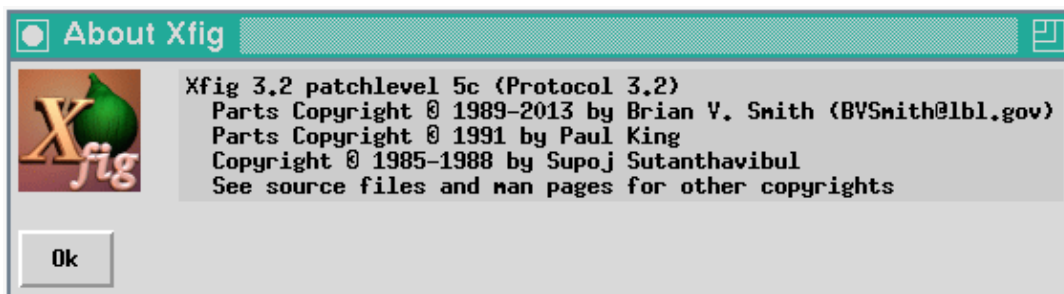 About Xfig
Xfig
Xfig 3.2 patchlevel 5c (Protocol 3.2)
Parts Copyright © 1989-2013 by Brian V. Smith (BVSmith@lbl.gov)
Parts Copyright © 1991 by Paul King
Copyright © 1985-1988 by Supoj Sutanthavibul
See source files and man pages for other copyrights
Ok